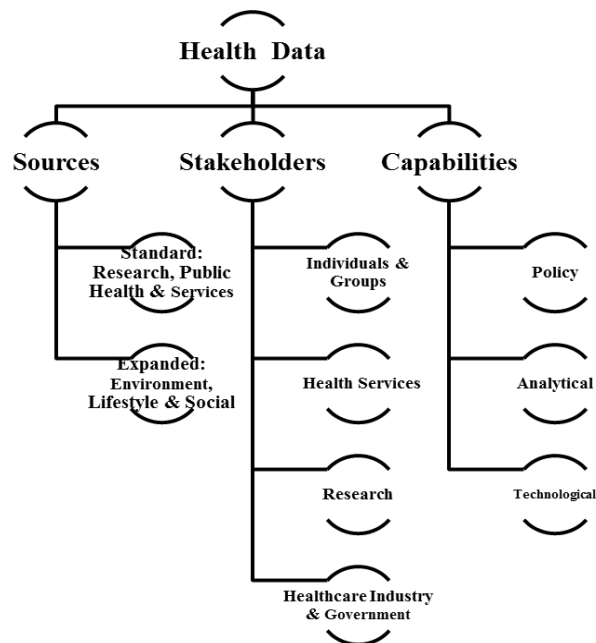 Health Data
Sources
Stakeholders
Capabilities
Standard:
Research, Public
Health & Services
Expanded:
Environment,
Lifestyle & Social
Individuals &
Groups
Health Services
Research
Healthcare Industry
& Government
Policy
Analytical
Technological